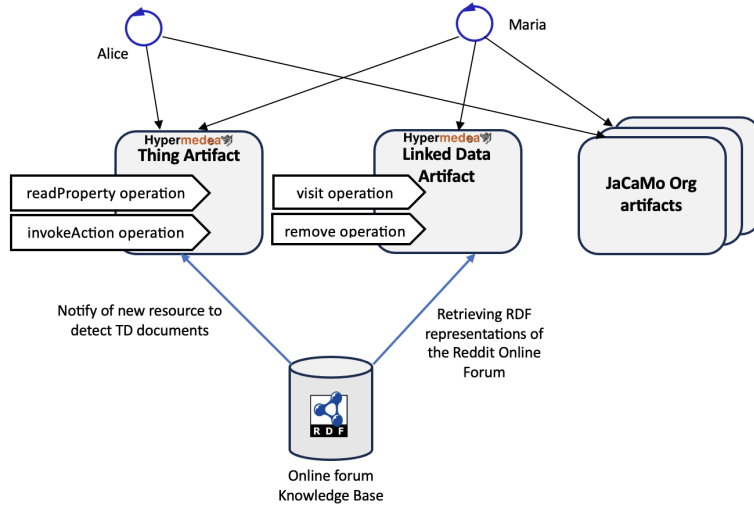 Maria
Alice
Hypermedea
Thing Artifact
readProperty operation
invokeAction operation
Hypermedea
Linked Data
Artifact
visit operation
remove operation
JaCaMo Org
artifacts
Notify of new resource to
detect TD documents
Retrieving RDF
representations of
the Reddit Online
Forum
RDF
Online forum
Knowledge Base